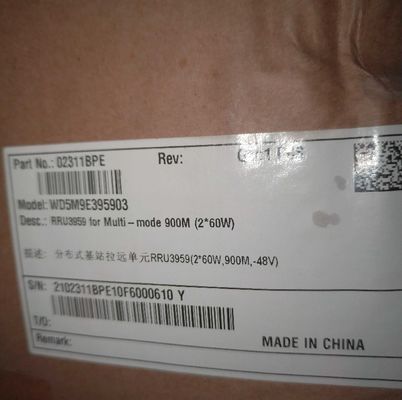 Part No.: 02311BPE Rev:
Model: WD5M9E395903
Desc.: RRU3959 for Multi-mode 900M (2*60W)
描述: 分布式基站拉远单元RRU3959(2*60W,900M,-48V)
S/N: 2102311BPE10F6000610 Y
T/D:
MADE IN CHINA
Remark: